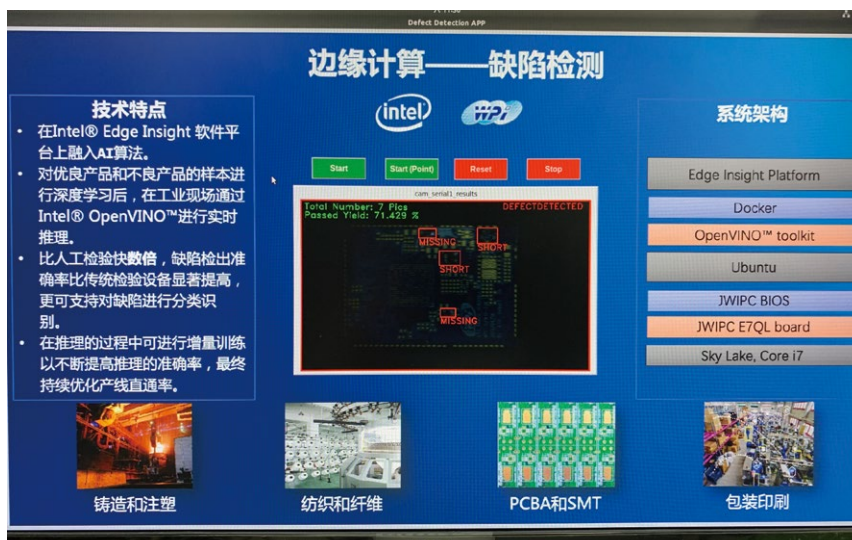 Defect Detection APP
边缘计算——缺陷检测
技术特点
• 在Intel® Edge Insight 软件平
台上融入AI算法。
• 对优良产品和不良产品的样本进
行深度学习后，在工业现场通过
Intel® OpenVINO™进行实时
推理。
• 比人工检验快数倍，缺陷检出准
确率比传统检验设备显著提高，
更可支持对缺陷进行分类识
别。
• 在推理的过程中可进行增量训练
以不断提高推理的准确率，最终
持续优化产线直通率。
intel
WPi
Start
Start (Point)
Reset
Stop
cam_serial1_results
Total Number: 7 Pics
DEFECTDETECTED
Passed Yield: 71.429 %
MISSING
SHORT
SHORT
MISSING
系统架构
Edge Insight Platform
Docker
OpenVINO™ toolkit
Ubuntu
JWIPC BIOS
JWIPC E7QL board
Sky Lake, Core i7
铸造和注塑
纺织和纤维
PCBA和SMT
包装印刷